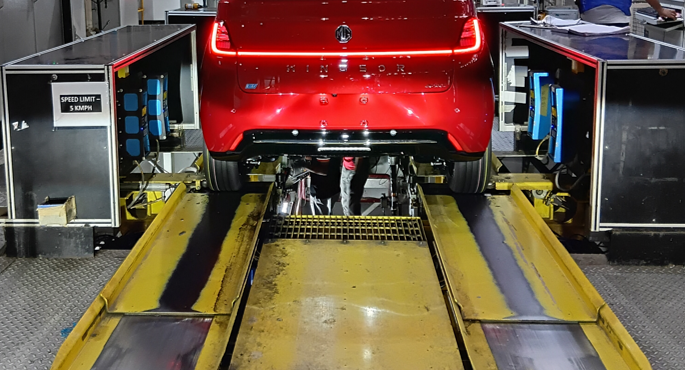 SPEED LIMIT –
5 KMPH
WINDSOR